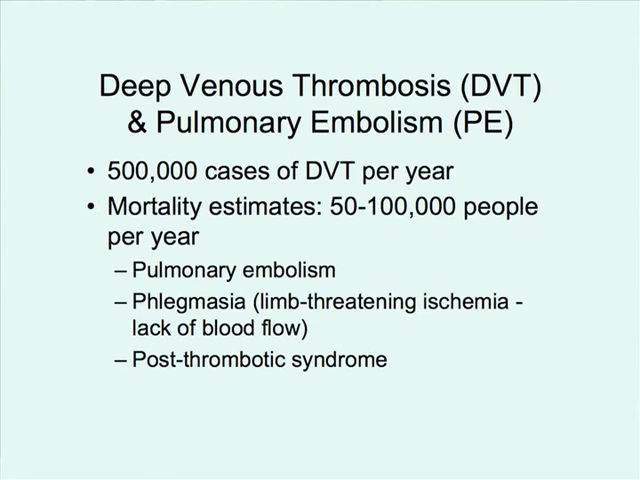 Deep Venous Thrombosis (DVT)
& Pulmonary Embolism (PE)
• 500,000 cases of DVT per year
• Mortality estimates: 50-100,000 people
per year
– Pulmonary embolism
– Phlegmasia (limb-threatening ischemia -
lack of blood flow)
– Post-thrombotic syndrome